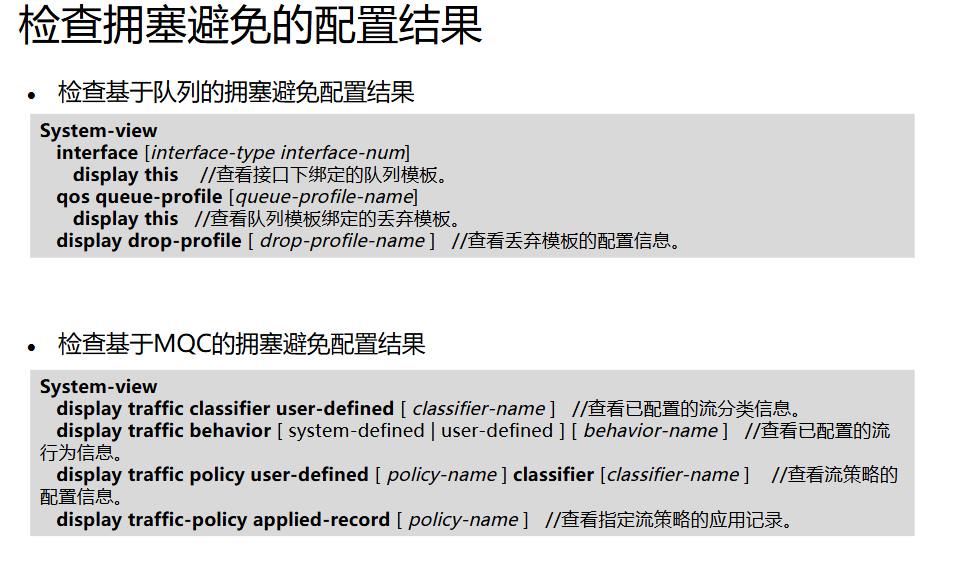 检查拥塞避免的配置结果
● 检查基于队列的拥塞避免配置结果
System-view
interface [interface-type interface-num]
display this //查看接口下绑定的队列模板。
qos queue-profile [queue-profile-name]
display this //查看队列模板绑定的丢弃模板。
display drop-profile [ drop-profile-name ] //查看丢弃模板的配置信息。
● 检查基于MQC的拥塞避免配置结果
System-view
display traffic classifier user-defined [ classifier-name ] //查看已配置的流分类信息。
display traffic behavior [ system-defined | user-defined ] [ behavior-name ] //查看已配置的流
行为信息。
display traffic policy user-defined [ policy-name ] classifier [classifier-name ] //查看流策略的
配置信息。
display traffic-policy applied-record [ policy-name ] //查看指定流策略的应用记录。